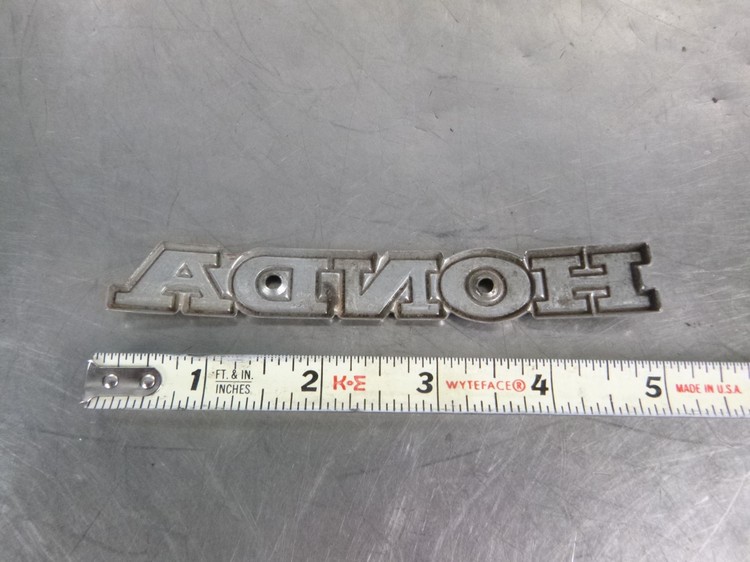 HONDA
1 FT. & IN. INCHES 2 K•E 3 WYTEFACE® 4 5 MADE IN U.S.A.